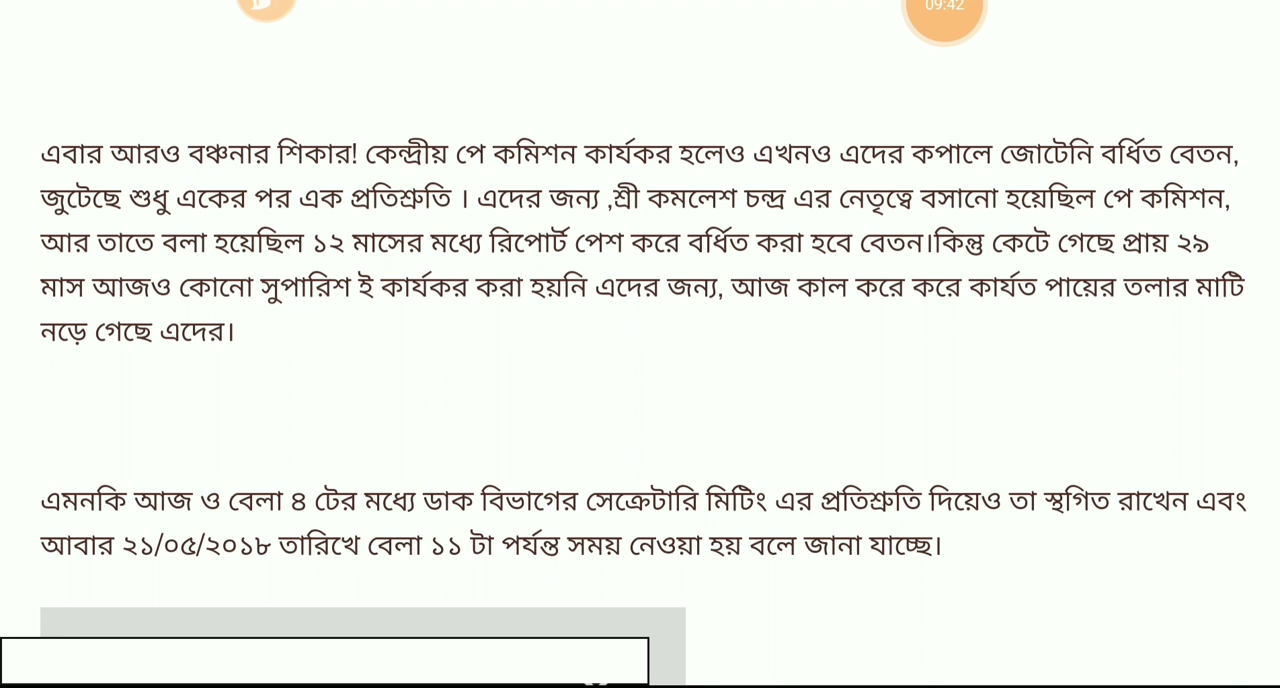 09:42
এবার আরও বঞ্চনার শিকার! কেন্দ্রীয় পে কমিশন কার্যকর হলেও এখনও এদের কপালে জোটেনি বর্ধিত বেতন,
জুটেছে শুধু একের পর এক প্রতিশ্রুতি । এদের জন্য ,শ্রী কমলেশ চন্দ্র এর নেতৃত্বে বসানো হয়েছিল পে কমিশন,
আর তাতে বলা হয়েছিল ১২ মাসের মধ্যে রিপোর্ট পেশ করে বর্ধিত করা হবে বেতন।কিন্তু কেটে গেছে প্রায় ২৯
মাস আজও কোনো সুপারিশ ই কার্যকর করা হয়নি এদের জন্য, আজ কাল করে করে কার্যত পায়ের তলার মাটি
নড়ে গেছে এদের।
এমনকি আজ ও বেলা ৪ টের মধ্যে ডাক বিভাগের সেক্রেটারি মিটিং এর প্রতিশ্রুতি দিয়েও তা স্থগিত রাখেন এবং
আবার ২১/০৫/২০১৮ তারিখে বেলা ১১ টা পর্যন্ত সময় নেওয়া হয় বলে জানা যাচ্ছে।